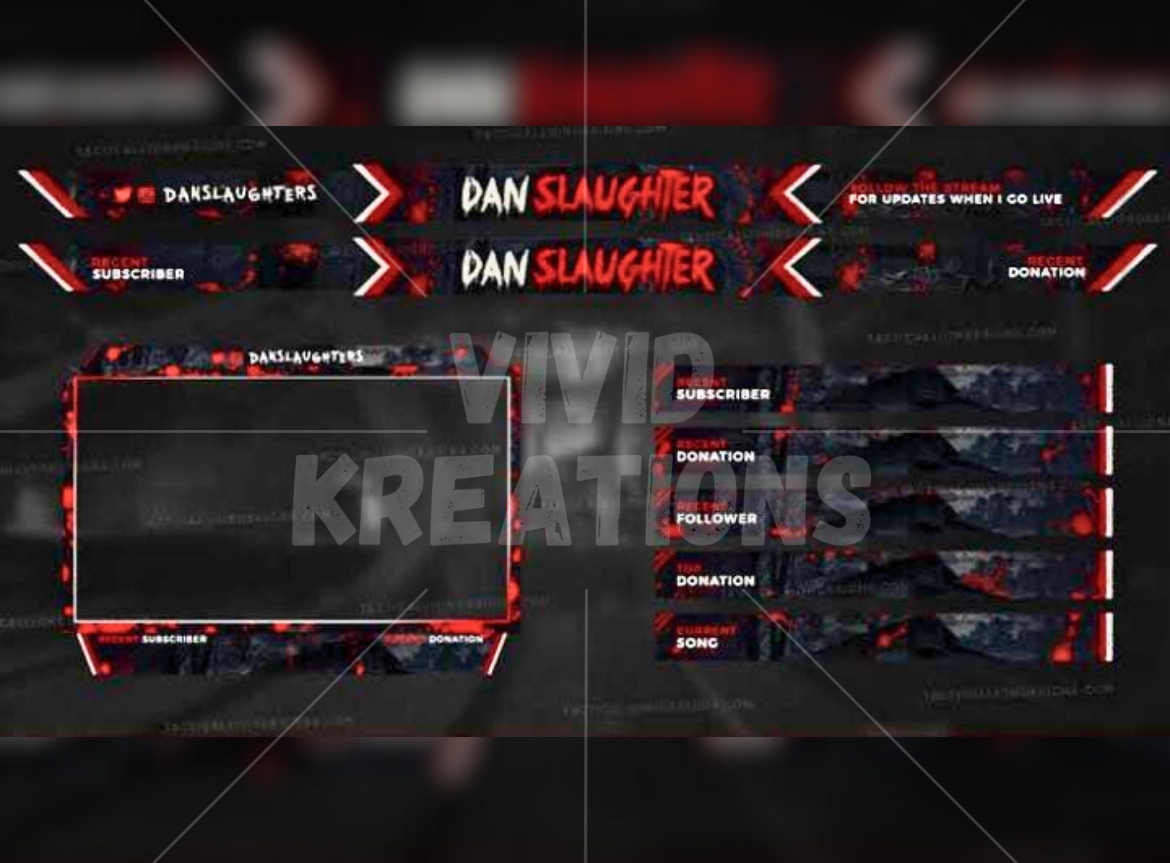 DANSLAUGHTERS
DAN SLAUGHTER
FOLLOW THE STREAM
FOR UPDATES WHEN I GO LIVE
RECENT
SUBSCRIBER
DAN SLAUGHTER
RECENT
DONATION
DANSLAUGHTERS
RECENT SUBSCRIBER
DONATION
VIVID
KREATIONS
RECENT
SUBSCRIBER
RECENT
DONATION
RECENT
FOLLOWER
TOP
DONATION
CURRENT
SONG